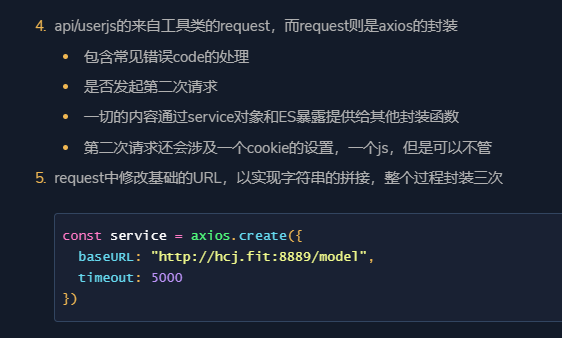 4. api/userjs的来自工具类的request，而request则是axios的封装
• 包含常见错误code的处理
• 是否发起第二次请求
• 一切的内容通过service对象和ES暴露提供给其他封装函数
• 第二次请求还会涉及一个cookie的设置，一个js，但是可以不管
5. request中修改基础的URL，以实现字符串的拼接，整个过程封装三次
const service = axios.create({
  baseURL: "http://hcj.fit:8889/model",
  timeout: 5000
})